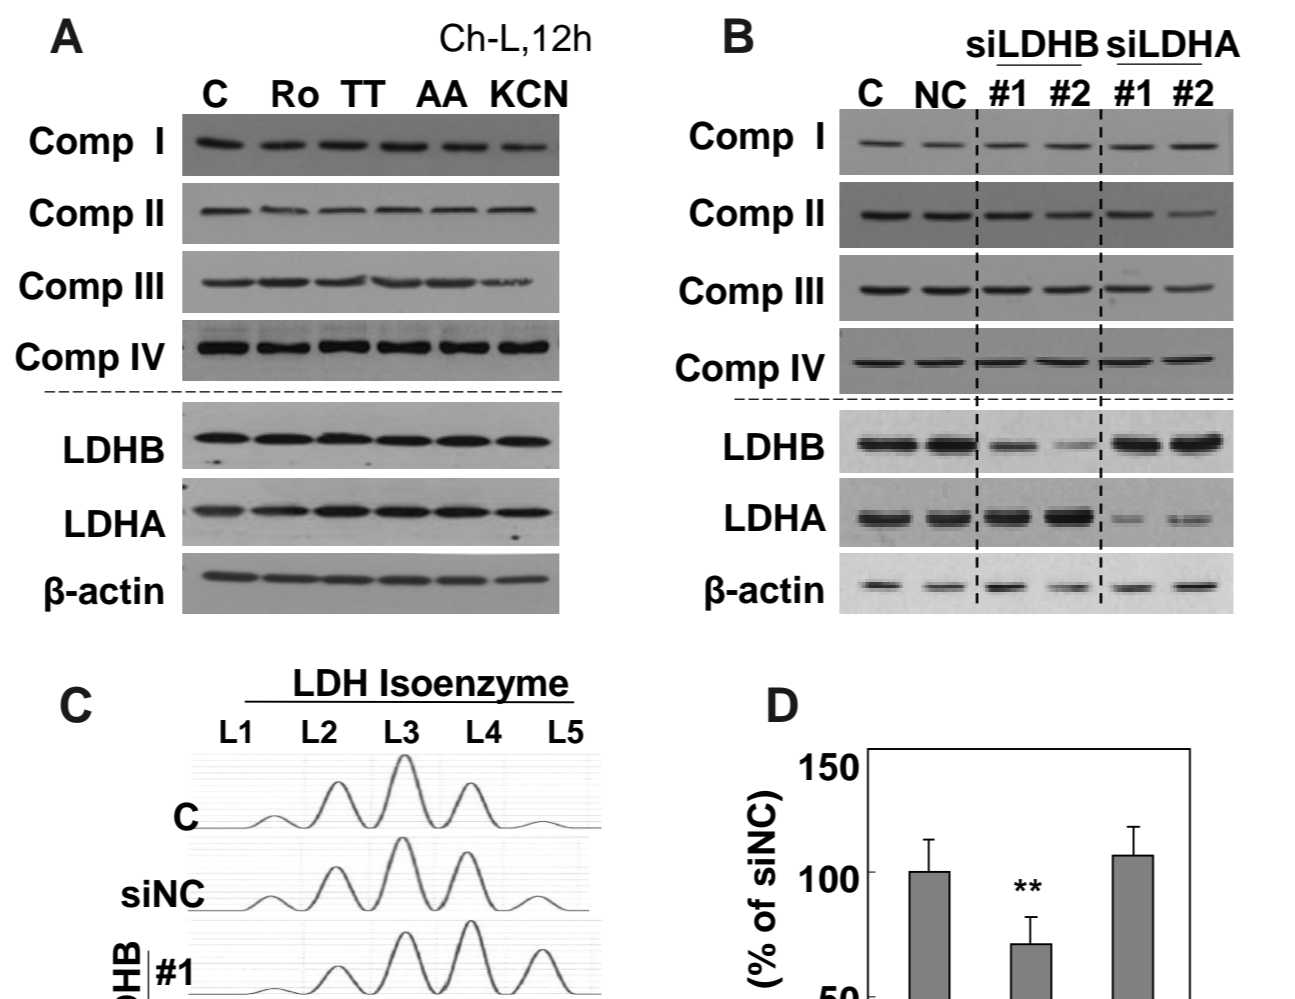 A
Ch-L,12h
C Ro TT AA KCN
Comp I
Comp II
Comp III
Comp IV
LDHB
LDHA
β-actin
B
siLDHB siLDHA
C NC #1 #2 #1 #2
Comp I
Comp II
Comp III
Comp IV
LDHB
LDHA
β-actin
C
LDH Isoenzyme
L1 L2 L3 L4 L5
C
siNC
#1
DHB
D
(% of siNC)
150
100
50
**